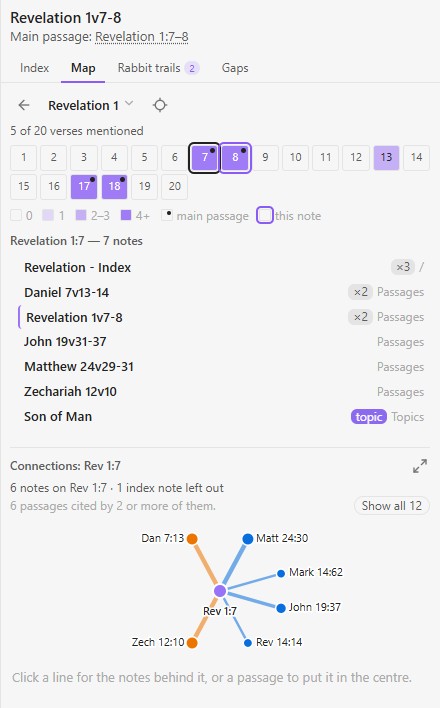 Revelation 1v7-8
Main passage: Revelation 1:7–8
Index Map Rabbit trails 2 Gaps
← Revelation 1
5 of 20 verses mentioned
1 2 3 4 5 6 7 8 9 10 11 12 13 14
15 16 17 18 19 20
0 1 2–3 4+ main passage this note
Revelation 1:7 — 7 notes
Revelation - Index ×3 /
Daniel 7v13-14 ×2 Passages
Revelation 1v7-8 ×2 Passages
John 19v31-37 Passages
Matthew 24v29-31 Passages
Zechariah 12v10 Passages
Son of Man topic Topics
Connections: Rev 1:7
6 notes on Rev 1:7 · 1 index note left out
6 passages cited by 2 or more of them.
Show all 12
Dan 7:13 Matt 24:30
Mark 14:62
Rev 1:7 John 19:37
Zech 12:10 Rev 14:14
Click a line for the notes behind it, or a passage to put it in the centre.